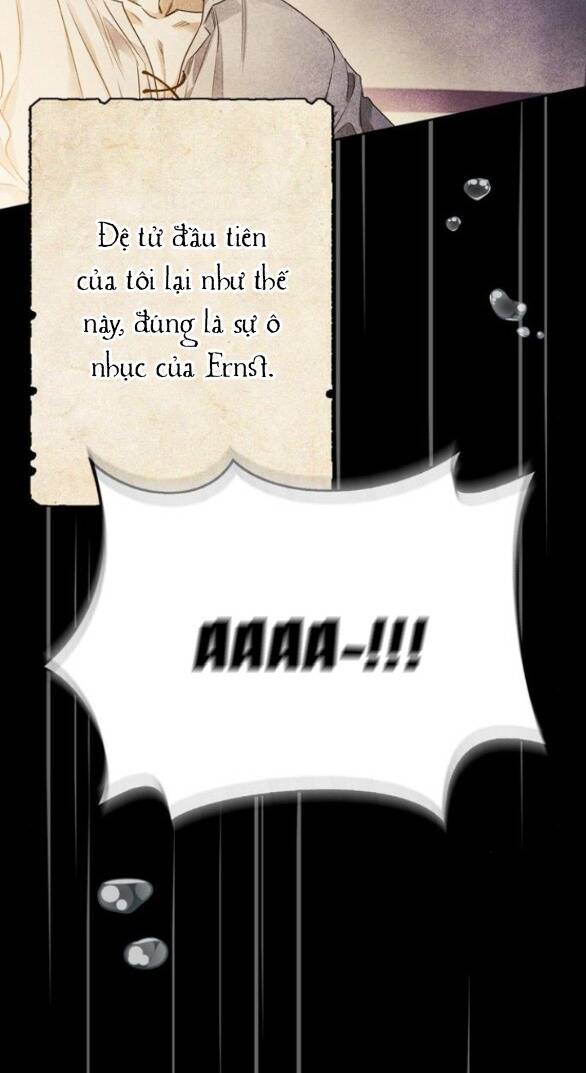 Đệ tử đầu tiên
của tôi lại như thế
này, đúng là sự ô
nhục của Ernst.
AAAA-!!!